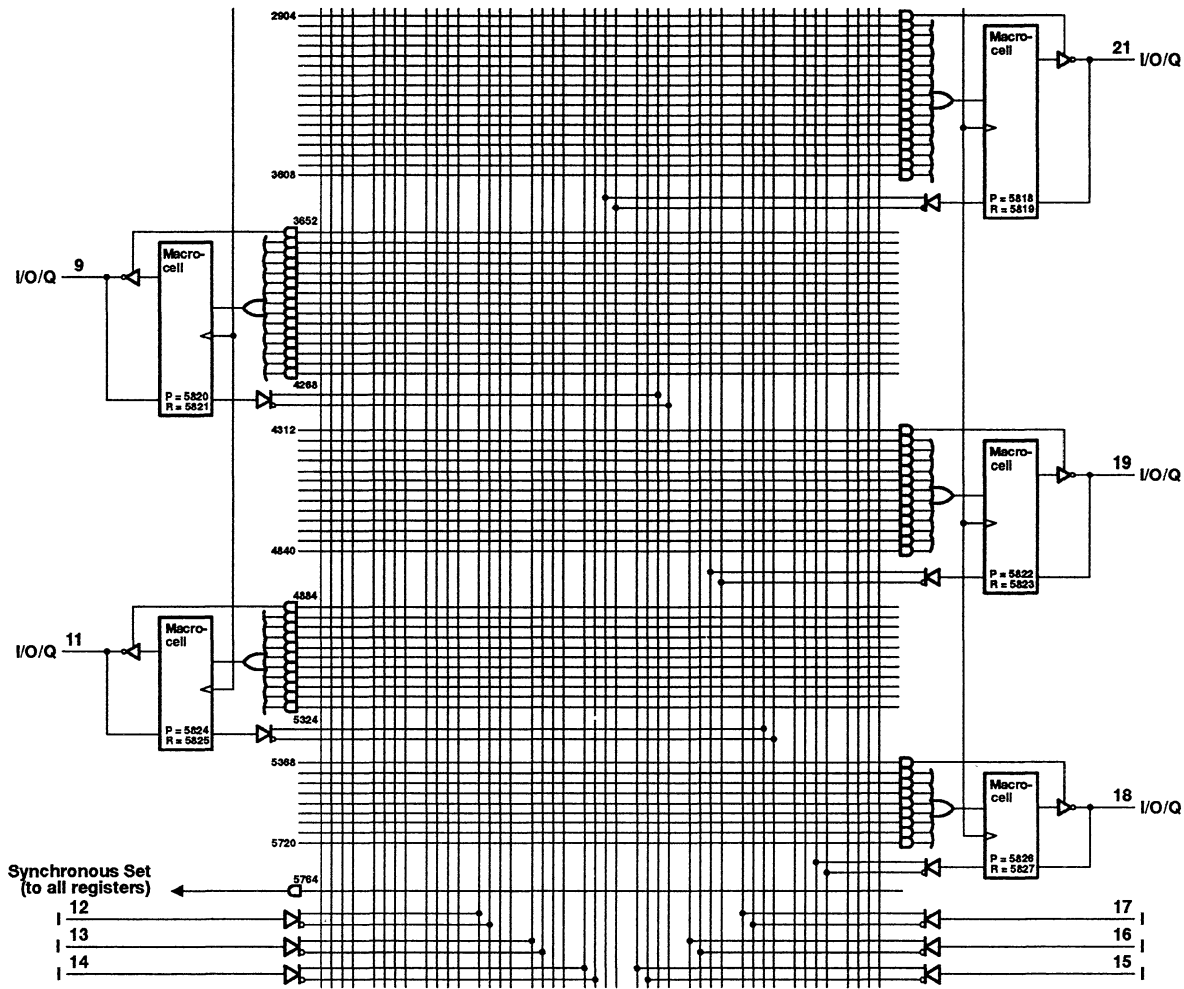 2904
Macro-
cell
21
I/O/Q
3608
P = 5818
R = 5819
3652
9
I/O/Q
Macro-
cell
4268
P = 5820
R = 5821
4312
Macro-
cell
19
I/O/Q
4840
P = 5822
R = 5823
4884
11
I/O/Q
Macro-
cell
5324
P = 5824
R = 5825
5368
Macro-
cell
18
I/O/Q
5720
P = 5826
R = 5827
Synchronous Set
(to all registers)
5764
I 12
17 I
I 13
16 I
I 14
15 I